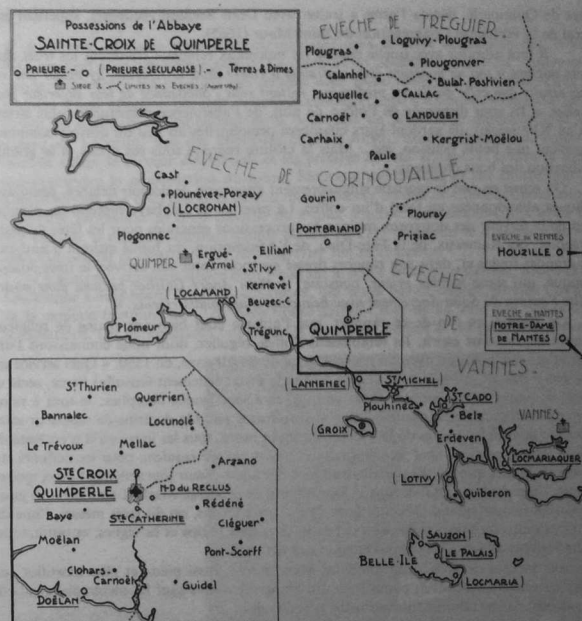 Possessions de l'Abbaye
SAINTE-CROIX DE QUIMPERLE
PRIEURE.- (PRIEURE SECULARISE).- Terres & Dîmes
SIEGE & LIMITES DES EVECHES
EVECHE DE TREGUIER.
Plougras
Loguivy-Plougras
Plougonver
Calanhel
Bulat-Pestivien
Plusquellec
CALLAC
Carnoët
LANDUGEN
Carhaix
Kergrist-Moëlou
Paule
EVECHE DE CORNOUAILLE.
Cast
Plounévez-Porzay
(LOCRONAN)
Gourin
Plouray
Plogonnec
(PONTBRIAND)
Priziac
EVECHE DE RENNES
HOUZILLE
QUIMPER
Ergué-Armel
Elliant
St Ivy
Kernevel
(LOCAMAND)
Beuzec-C
EVECHE DE VANNES.
Plomeur
Trégunc
QUIMPERLE
EVECHE DE NANTES
(NOTRE-DAME DE NANTES)
(LANNENEC)
(ST MICHEL)
Plouhinec
(ST CADO)
Belz
VANNES
(GROIX)
Erdeven
(LOCMARIAQUER
(LOTIVY)
Quiberon
(SAUZON)
(LE PALAIS)
BELLE-ILE
(LOCMARIA)
St Thurien
Querrien
Bannalec
Locunolé
Le Trévoux
Mellac
Arzano
STE CROIX
QUIMPERLE
N-D du RECLUS
Rédéné
Baye
STE CATHERINE
Cléguer
Moëlan
Pont-Scorff
Clohars-Carnoët
Guidel
DOËLAN